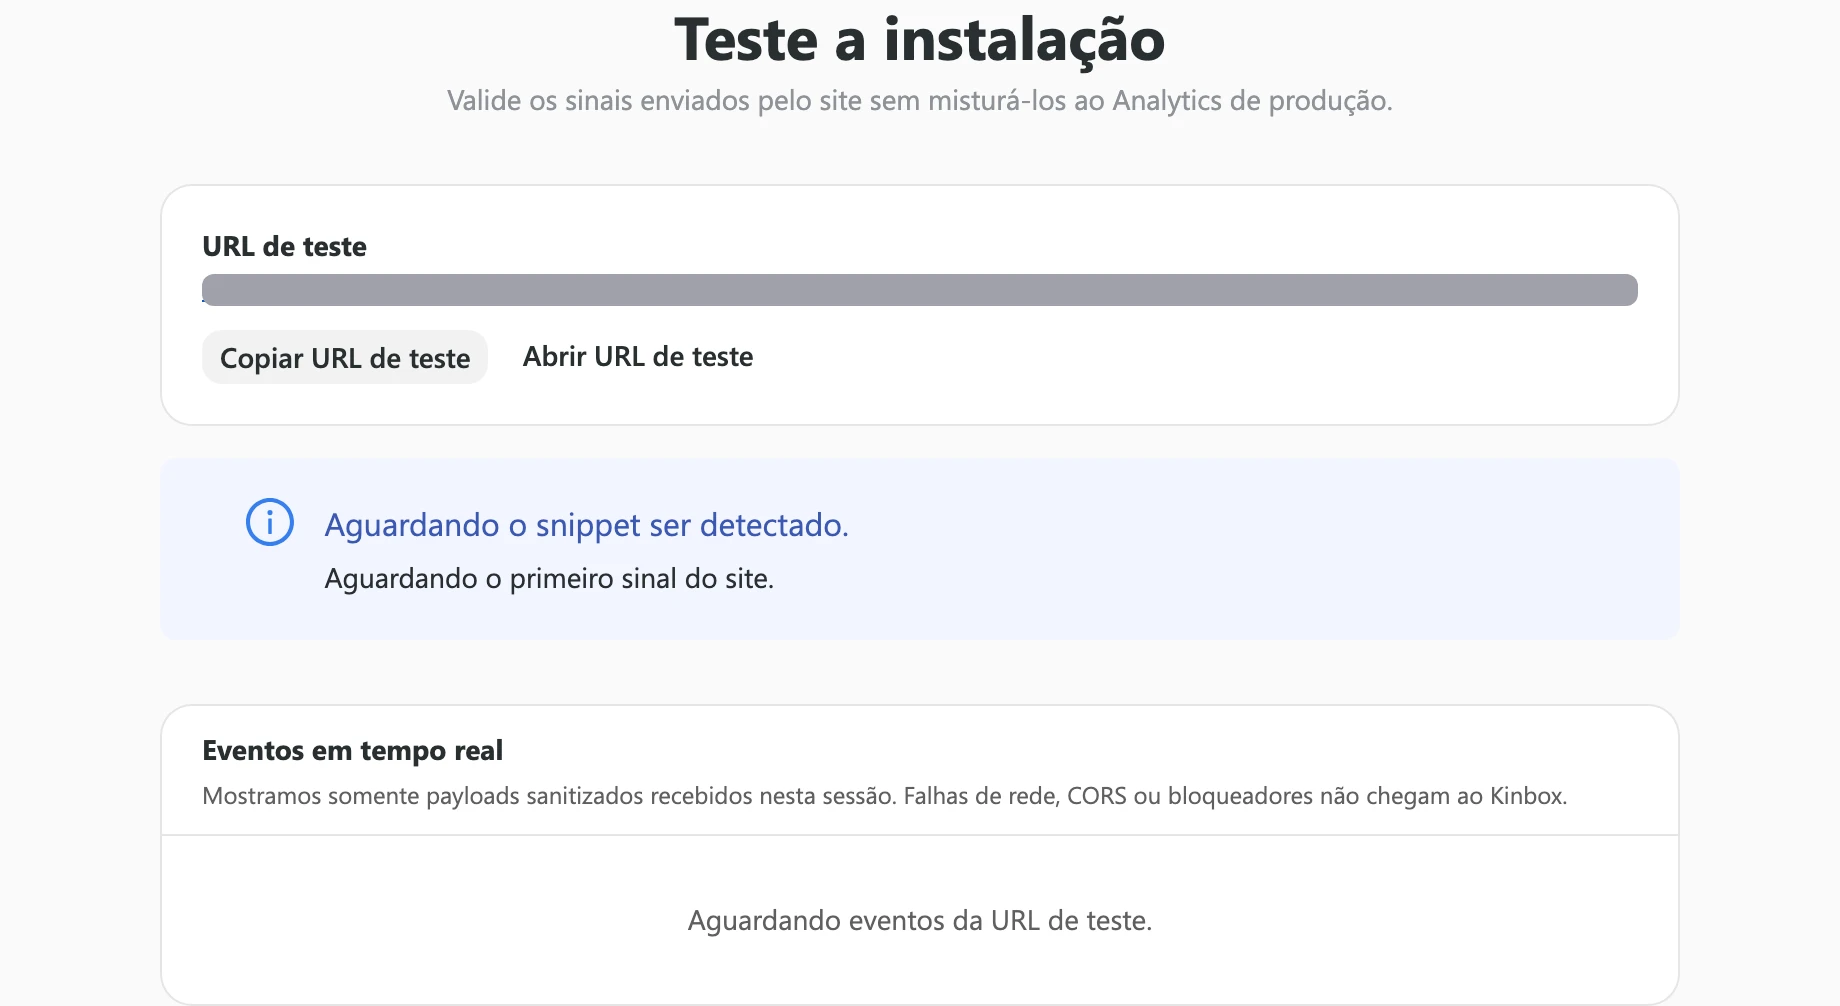 Teste a instalação
Valide os sinais enviados pelo site sem misturá-los ao Analytics de produção.
URL de teste
Copiar URL de teste
Abrir URL de teste
Aguardando o snippet ser detectado.
Aguardando o primeiro sinal do site.
Eventos em tempo real
Mostramos somente payloads sanitizados recebidos nesta sessão. Falhas de rede, CORS ou bloqueadores não chegam ao Kinbox.
Aguardando eventos da URL de teste.